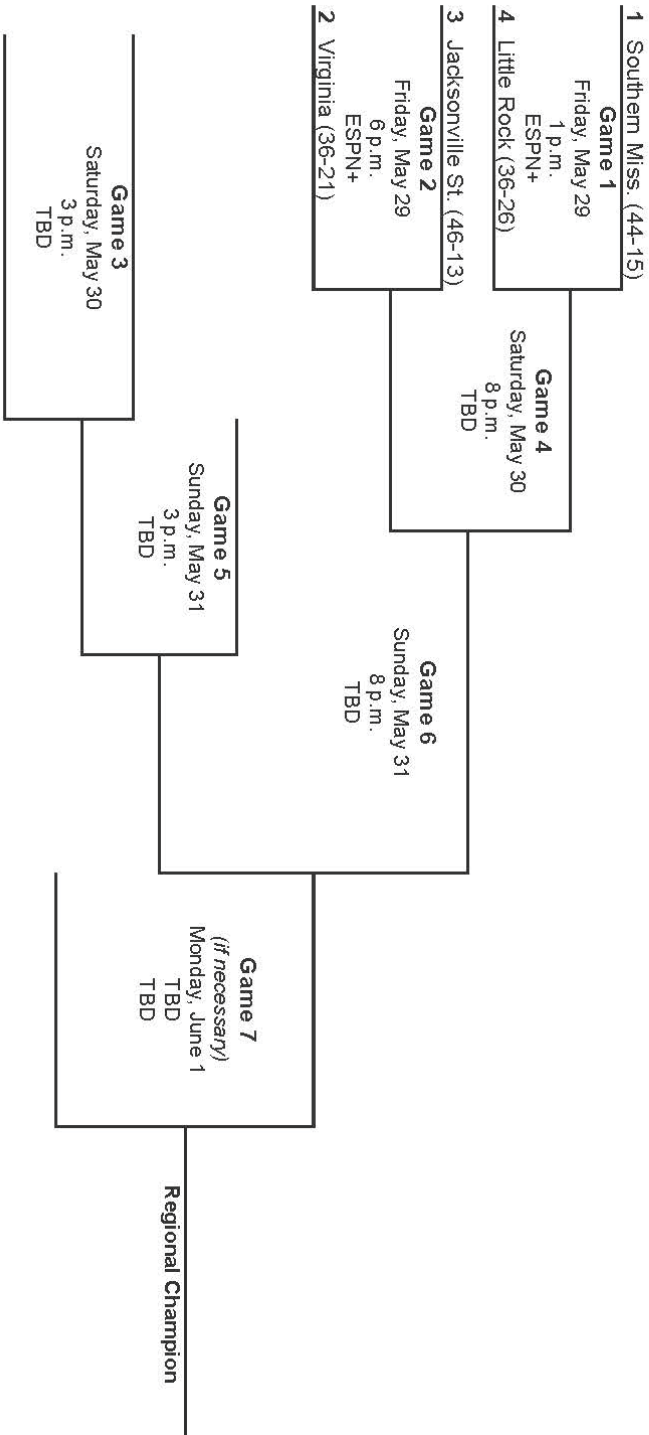 1 Southern Miss. (44-15)
Game 1
Friday, May 29
1 p.m.
ESPN+
4 Little Rock (36-26)
3 Jacksonville St. (46-13)
Game 2
Friday, May 29
6 p.m.
ESPN+
2 Virginia (36-21)
Game 3
Saturday, May 30
3 p.m.
TBD
Game 4
Saturday, May 30
8 p.m.
TBD
Game 5
Sunday, May 31
3 p.m.
TBD
Game 6
Sunday, May 31
8 p.m.
TBD
Game 7
(if necessary)
Monday, June 1
TBD
TBD
Regional Champion